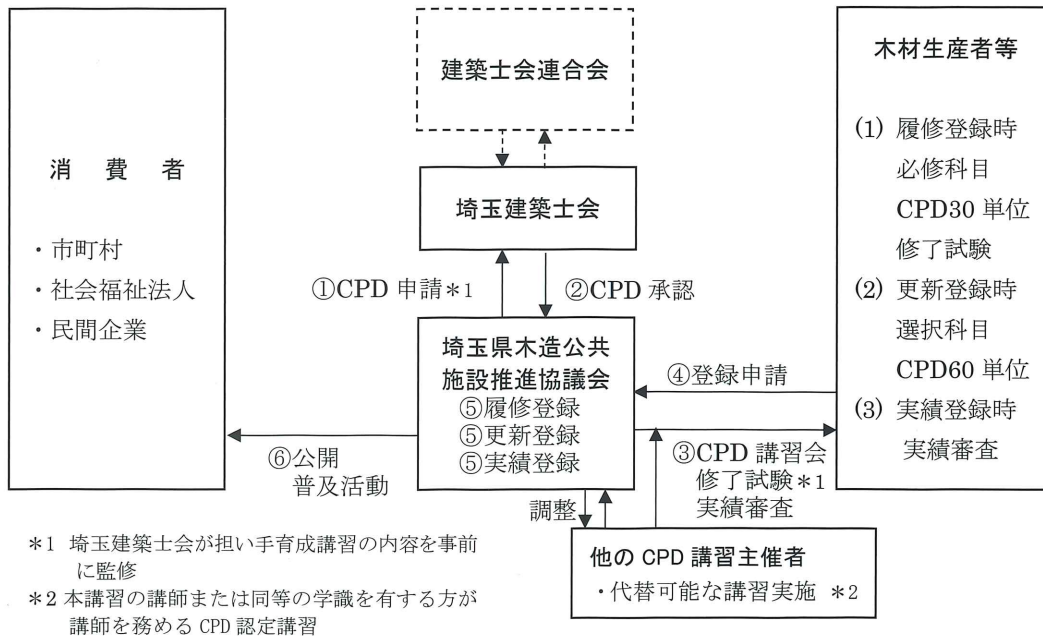 消　費　者
・市町村
・社会福祉法人
・民間企業
建築士会連合会
埼玉建築士会
①CPD 申請＊1
②CPD 承認
埼玉県木造公共
施設推進協議会
⑤履修登録
⑤更新登録
⑤実績登録
⑥公開
普及活動
④登録申請
③CPD 講習会
修了試験＊1
実績審査
調整
木材生産者等
(1) 履修登録時
必修科目
CPD30 単位
修了試験
(2) 更新登録時
選択科目
CPD60 単位
(3) 実績登録時
実績審査
他の CPD 講習主催者
・代替可能な講習実施 ＊2
＊1 埼玉建築士会が担い手育成講習の内容を事前
に監修
＊2 本講習の講師または同等の学識を有する方が
講師を務める CPD 認定講習